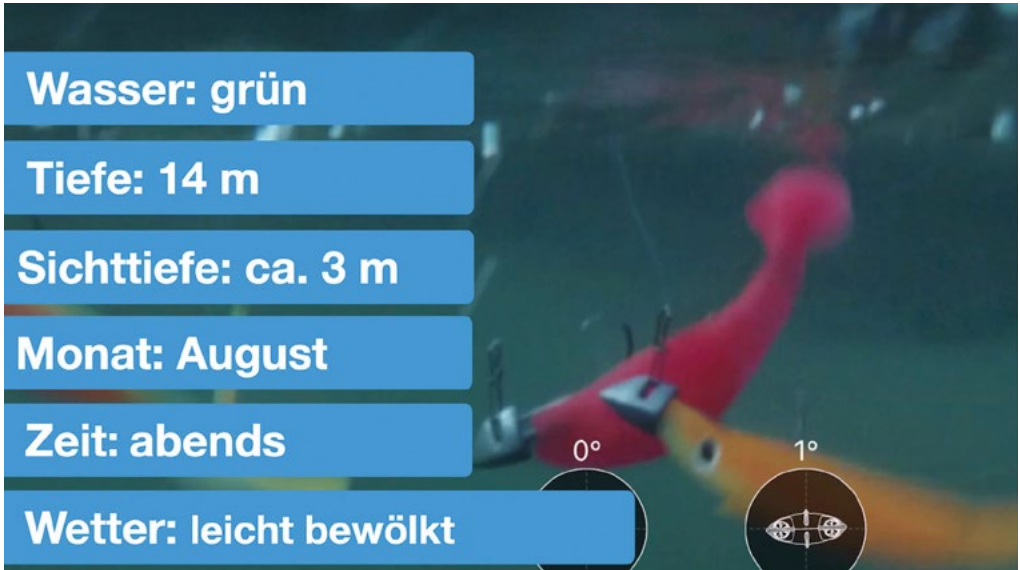 Wasser: grün
Tiefe: 14 m
Sichttiefe: ca. 3 m
Monat: August
Zeit: abends
0° 1°
Wetter: leicht bewölkt